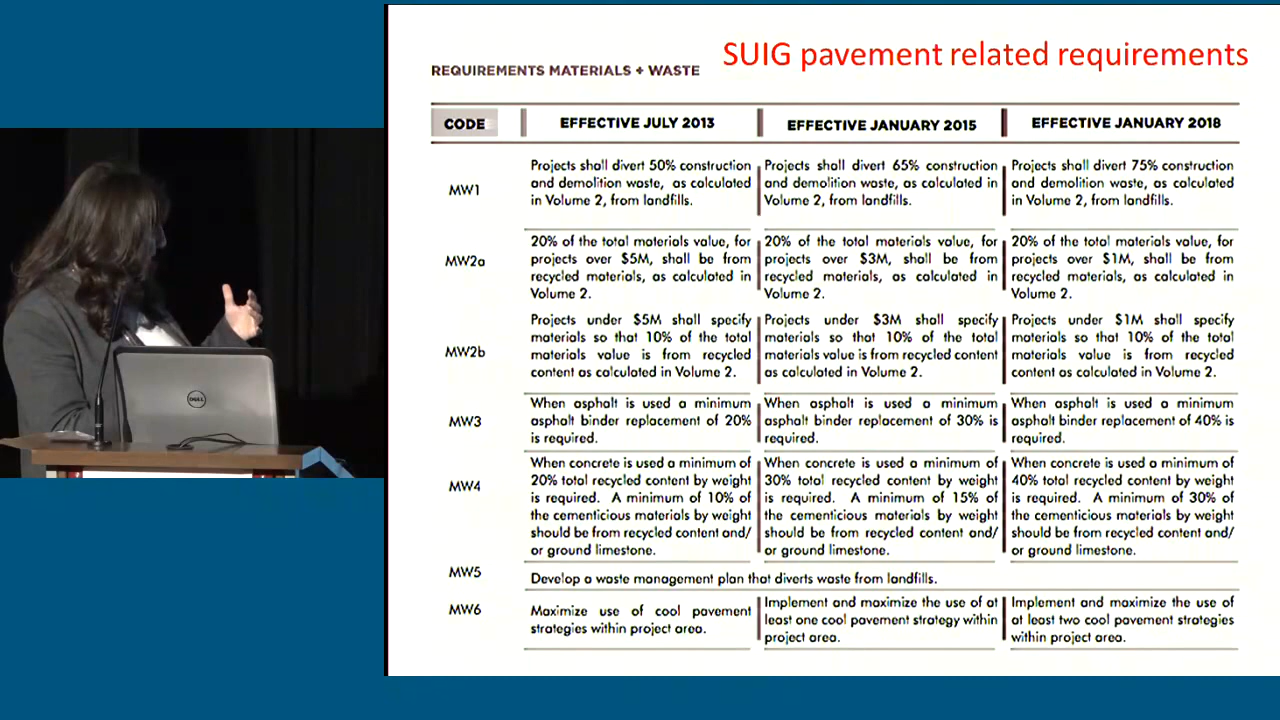 SUIG pavement related requirements
REQUIREMENTS MATERIALS + WASTE
CODE
EFFECTIVE JULY 2013
EFFECTIVE JANUARY 2015
EFFECTIVE JANUARY 2018
MW1
Projects shall divert 50% construction
and demolition waste, as calculated
in Volume 2, from landfills.
Projects shall divert 65% construction
and demolition waste, as calculated in
Volume 2, from landfills.
Projects shall divert 75% construction
and demolition waste, as calculated in
Volume 2, from landfills.
MW2a
20% of the total materials value, for
projects over $5M, shall be from
recycled materials, as calculated in
Volume 2.
20% of the total materials value, for
projects over $3M, shall be from
recycled materials, as calculated in
Volume 2.
20% of the total materials value, for
projects over $1M, shall be from
recycled materials, as calculated in
Volume 2.
MW2b
Projects under $5M shall specify
materials so that 10% of the total
materials value is from recycled
content as calculated in Volume 2.
Projects under $3M shall specify
materials so that 10% of the total
materials value is from recycled content
as calculated in Volume 2.
Projects under $1M shall specify
materials so that 10% of the total
materials value is from recycled
content as calculated in Volume 2.
MW3
When asphalt is used a minimum
asphalt binder replacement of 20%
is required.
When asphalt is used a minimum
asphalt binder replacement of 30% is
required.
When asphalt is used a minimum
asphalt binder replacement of 40% is
required.
MW4
When concrete is used a minimum of
20% total recycled content by weight
is required. A minimum of 10% of
the cementicious materials by weight
should be from recycled content and/
or ground limestone.
When concrete is used a minimum of
30% total recycled content by weight
is required. A minimum of 15% of
the cementicious materials by weight
should be from recycled content and/
or ground limestone.
When concrete is used a minimum of
40% total recycled content by weight
is required. A minimum of 30% of
the cementicious materials by weight
should be from recycled content and/
or ground limestone.
MW5
Develop a waste management plan that diverts waste from landfills.
MW6
Maximize use of cool pavement
strategies within project area.
Implement and maximize the use of at
least one cool pavement strategy within
project area.
Implement and maximize the use of
at least two cool pavement strategies
within project area.
DELL